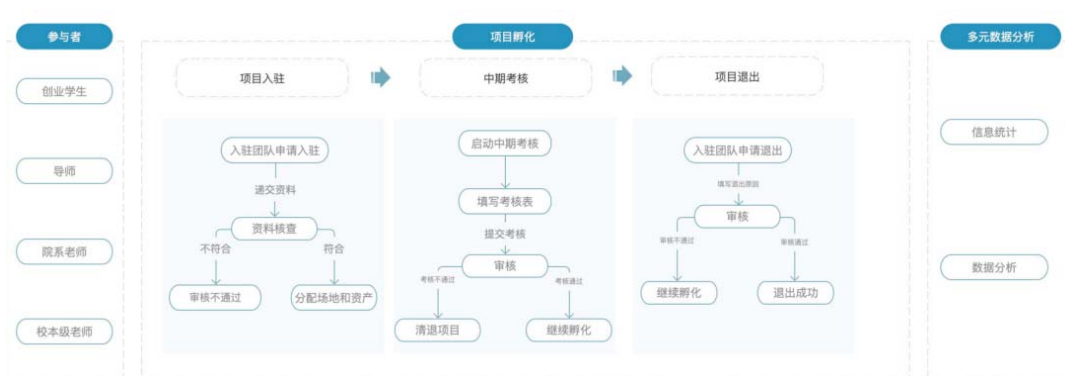 参与者
创业学生
导师
院系老师
校本级老师
项目孵化
项目入驻
中期考核
项目退出
入驻团队申请入驻
递交资料
资料核查
不符合
符合
审核不通过
分配场地和资产
启动中期考核
填写考核表
提交考核
审核
考核不通过
考核通过
清退项目
继续孵化
入驻团队申请退出
填写退出原因
审核
审核不通过
审核通过
继续孵化
退出成功
多元数据分析
信息统计
数据分析